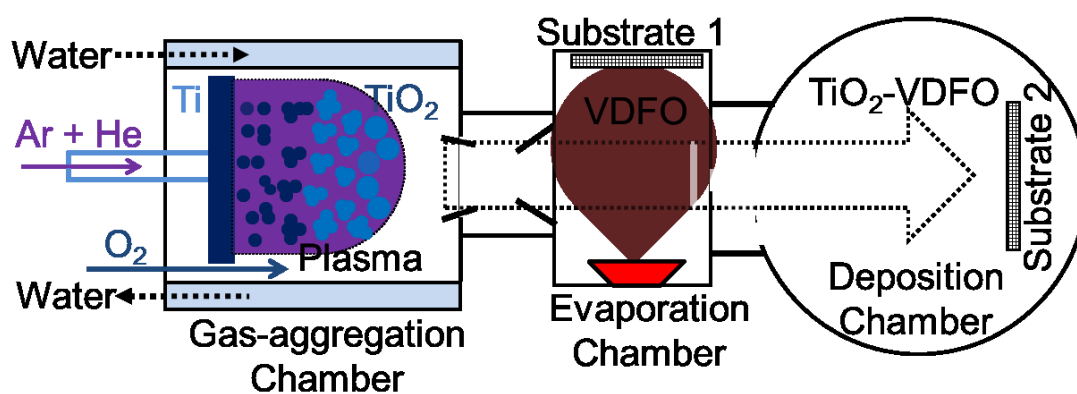 Water
Ti
TiO2
Ar + He
O2
Plasma
Water
Gas-aggregation
Chamber
Substrate 1
VDFO
Evaporation
Chamber
TiO2-VDFO
Substrate 2
Deposition
Chamber